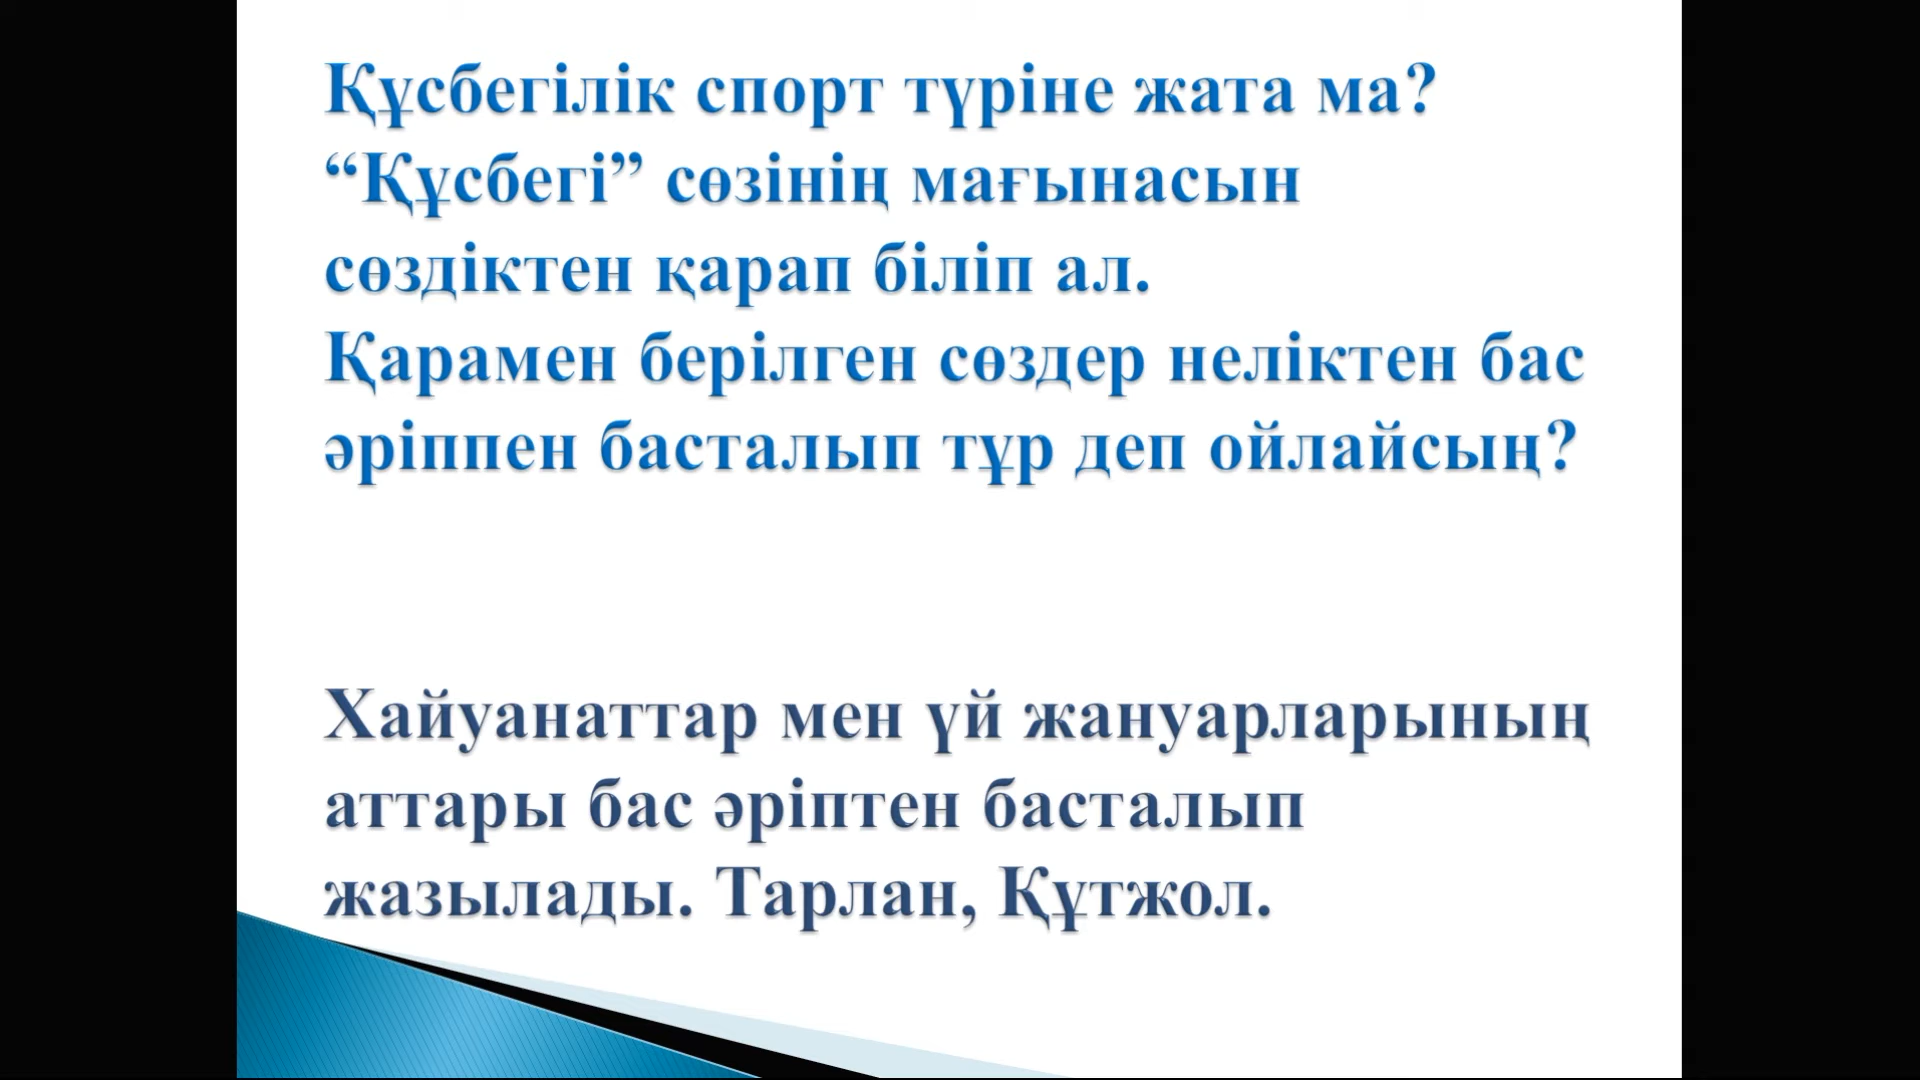 Құсбегілік спорт түріне жата ма?
“Құсбегі” сөзінің мағынасын
сөздіктен қарап біліп ал.
Қарамен берілген сөздер неліктен бас
әріппен басталып тұр деп ойлайсың?
Хайуанаттар мен үй жануарларының
аттары бас әріптен басталып
жазылады. Тарлан, Құтжол.